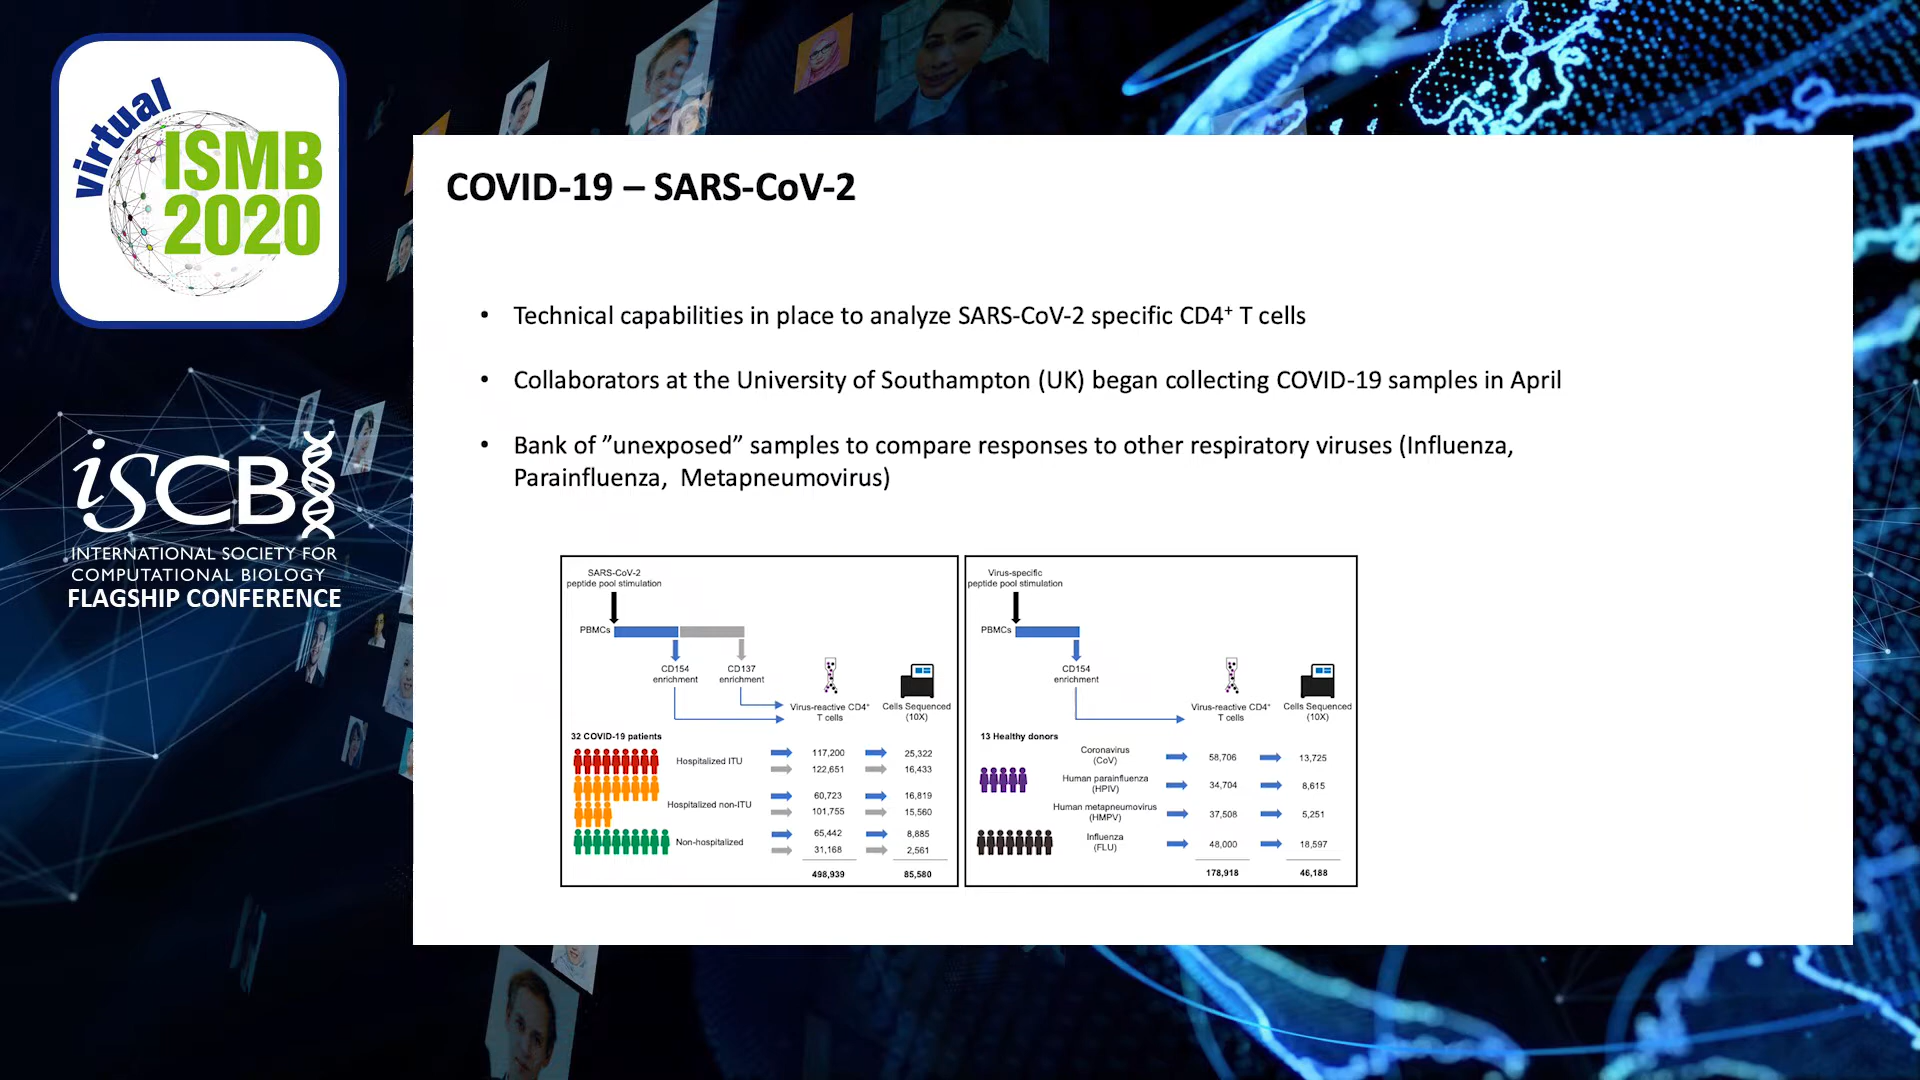 virtual
ISMB
2020
iSCB
INTERNATIONAL SOCIETY FOR
COMPUTATIONAL BIOLOGY
FLAGSHIP CONFERENCE
COVID-19 – SARS-CoV-2
• Technical capabilities in place to analyze SARS-CoV-2 specific CD4⁺ T cells
• Collaborators at the University of Southampton (UK) began collecting COVID-19 samples in April
• Bank of ”unexposed” samples to compare responses to other respiratory viruses (Influenza,
Parainfluenza, Metapneumovirus)
SARS-CoV-2
peptide pool stimulation
PBMCs
CD154
enrichment
CD137
enrichment
Virus-reactive CD4⁺
T cells
Cells Sequenced
(10X)
32 COVID-19 patients
Hospitalized ITU
117,200 25,322
122,651 16,433
Hospitalized non-ITU
60,723 16,819
101,755 15,560
Non-hospitalized
65,442 8,885
31,168 2,561
498,939 85,580
Virus-specific
peptide pool stimulation
PBMCs
CD154
enrichment
Virus-reactive CD4⁺
T cells
Cells Sequenced
(10X)
13 Healthy donors
Coronavirus
(CoV)
58,706 13,725
Human parainfluenza
(HPIV)
34,704 8,615
Human metapneumovirus
(HMPV)
37,508 5,251
Influenza
(FLU)
48,000 18,597
178,918 46,188